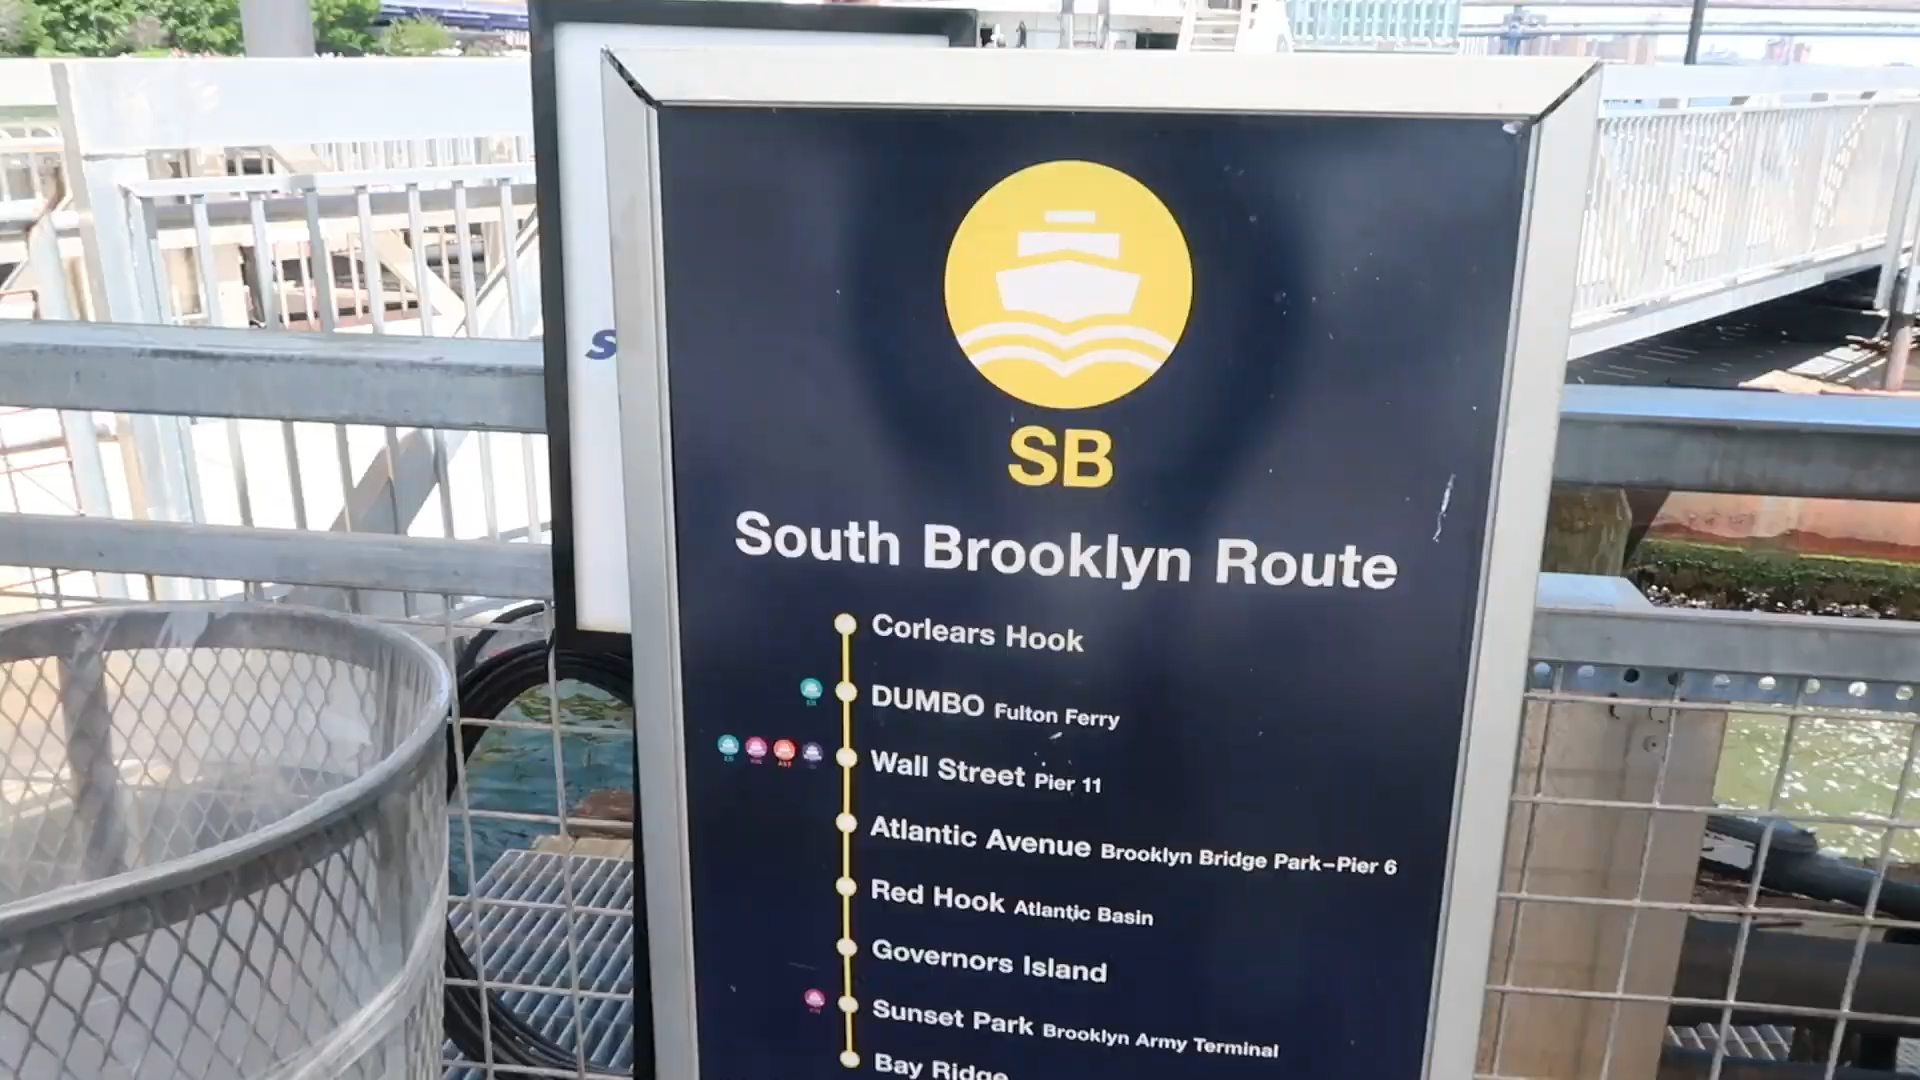 S
SB
South Brooklyn Route
Corlears Hook
DUMBO Fulton Ferry
Wall Street Pier 11
Atlantic Avenue Brooklyn Bridge Park–Pier 6
Red Hook Atlantic Basin
Governors Island
Sunset Park Brooklyn Army Terminal
Bay Ridge